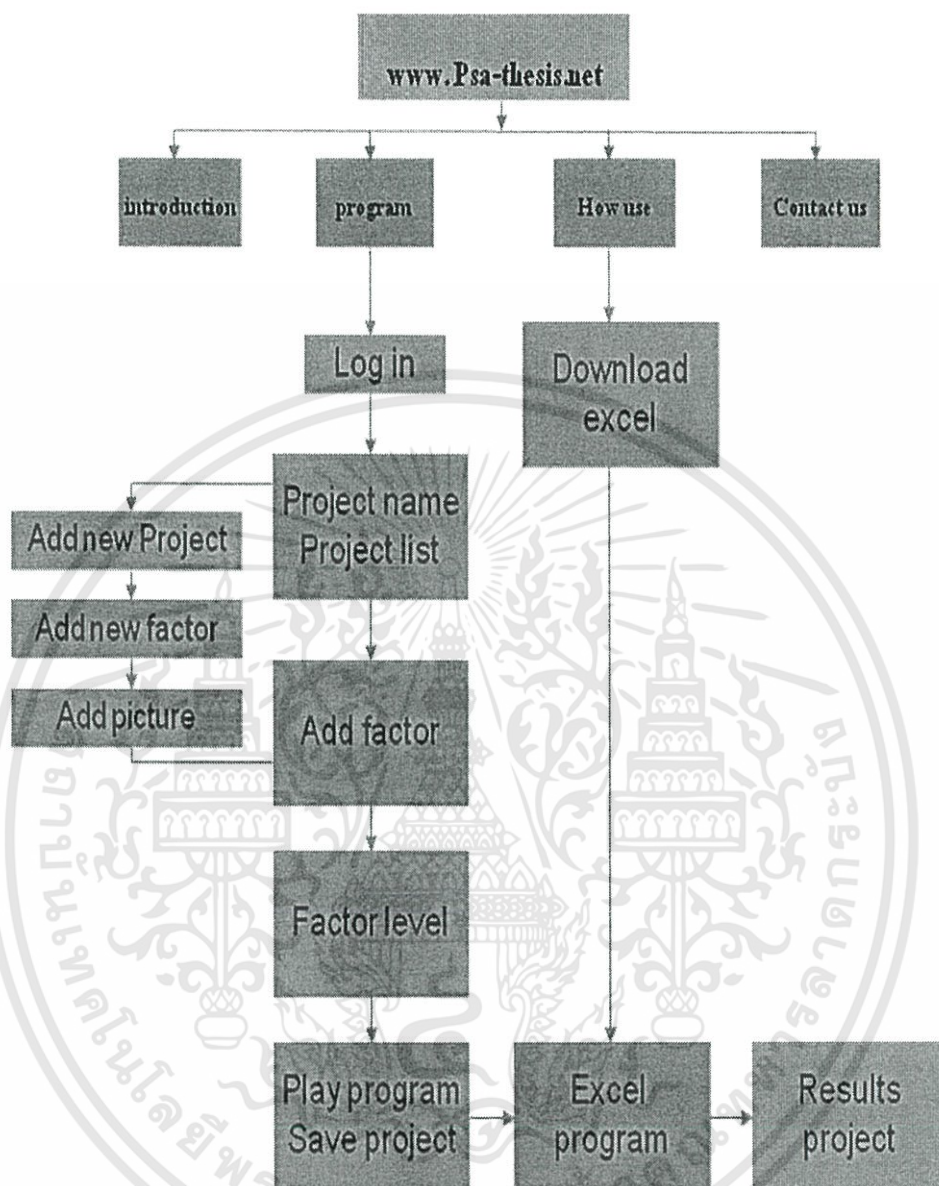 www.Psa-thesis.net
introduction
program
How use
Contact us
Log in
Download
excel
Project name
Project list
Add new Project
Add new factor
Add picture
Add factor
Factor level
Play program
Save project
Excel
program
Results
project